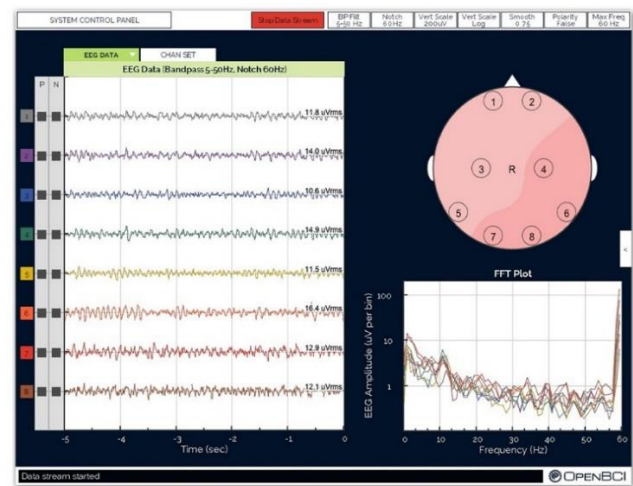 SYSTEM CONTROL PANEL
Stop Data Stream
BP Filt
5-50 Hz
Notch
60Hz
Vert Scale
200uV
Vert Scale
Log
Smooth
0.75
Polarity
False
Max Freq
60 Hz
EEG DATA
CHAN SET
EEG Data (Bandpass 5-50Hz, Notch 60Hz)
P N
1
11.8 uVrms
2
14.0 uVrms
3
10.6 uVrms
4
14.9 uVrms
5
11.5 uVrms
6
16.4 uVrms
7
12.9 uVrms
8
12.1 uVrms
-5 -4 -3 -2 -1 0
Time (sec)
1 2
3 R 4
5 6
7 8
<
FFT Plot
EEG Amplitude (uV per bin)
100
10
1
0 10 20 30 40 50 60
Frequency (Hz)
Data stream started
OPENBCI